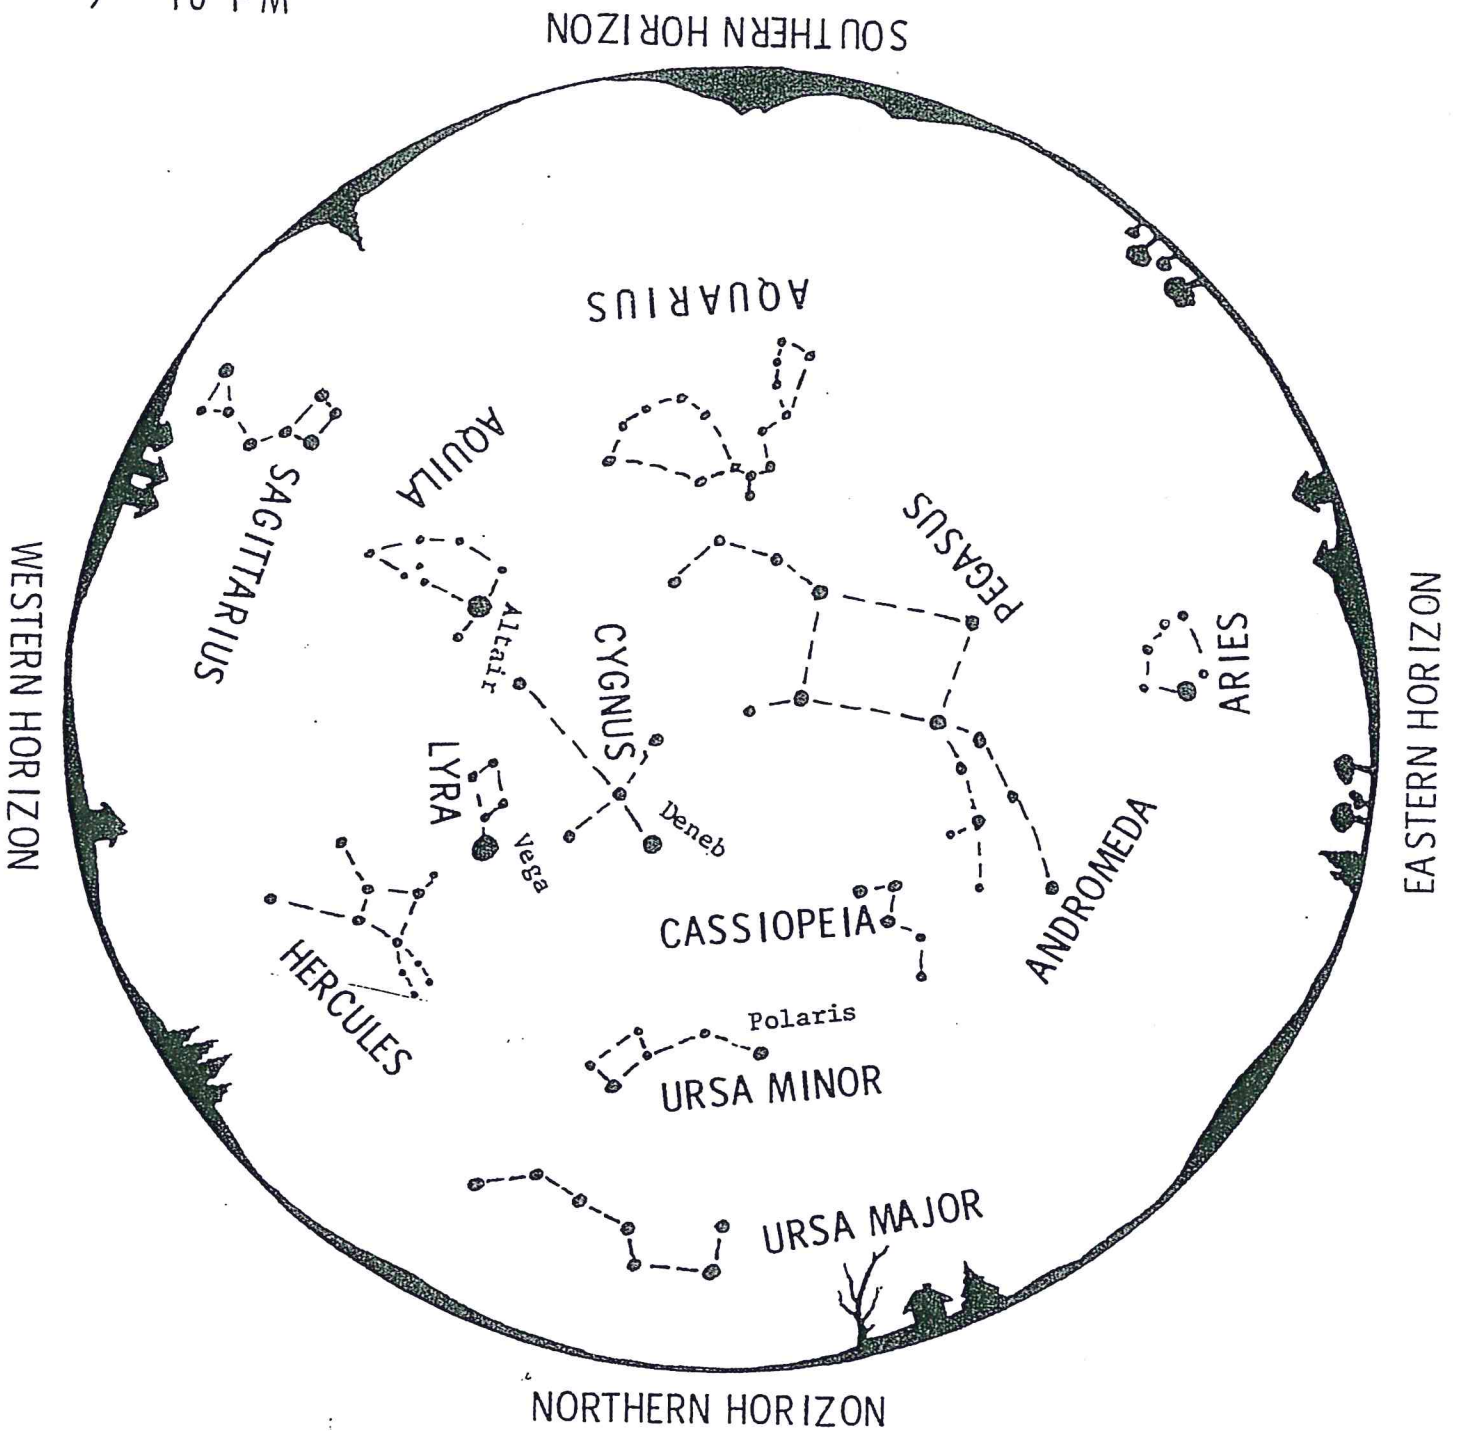 SOUTHERN HORIZON
AQUARIUS
AQUILA
SAGITTARIUS
PEGASUS
WESTERN HORIZON
EASTERN HORIZON
ARIES
Altair
CYGNUS
LYRA
Deneb
Vega
ANDROMEDA
CASSIOPEIA
HERCULES
Polaris
URSA MINOR
URSA MAJOR
NORTHERN HORIZON